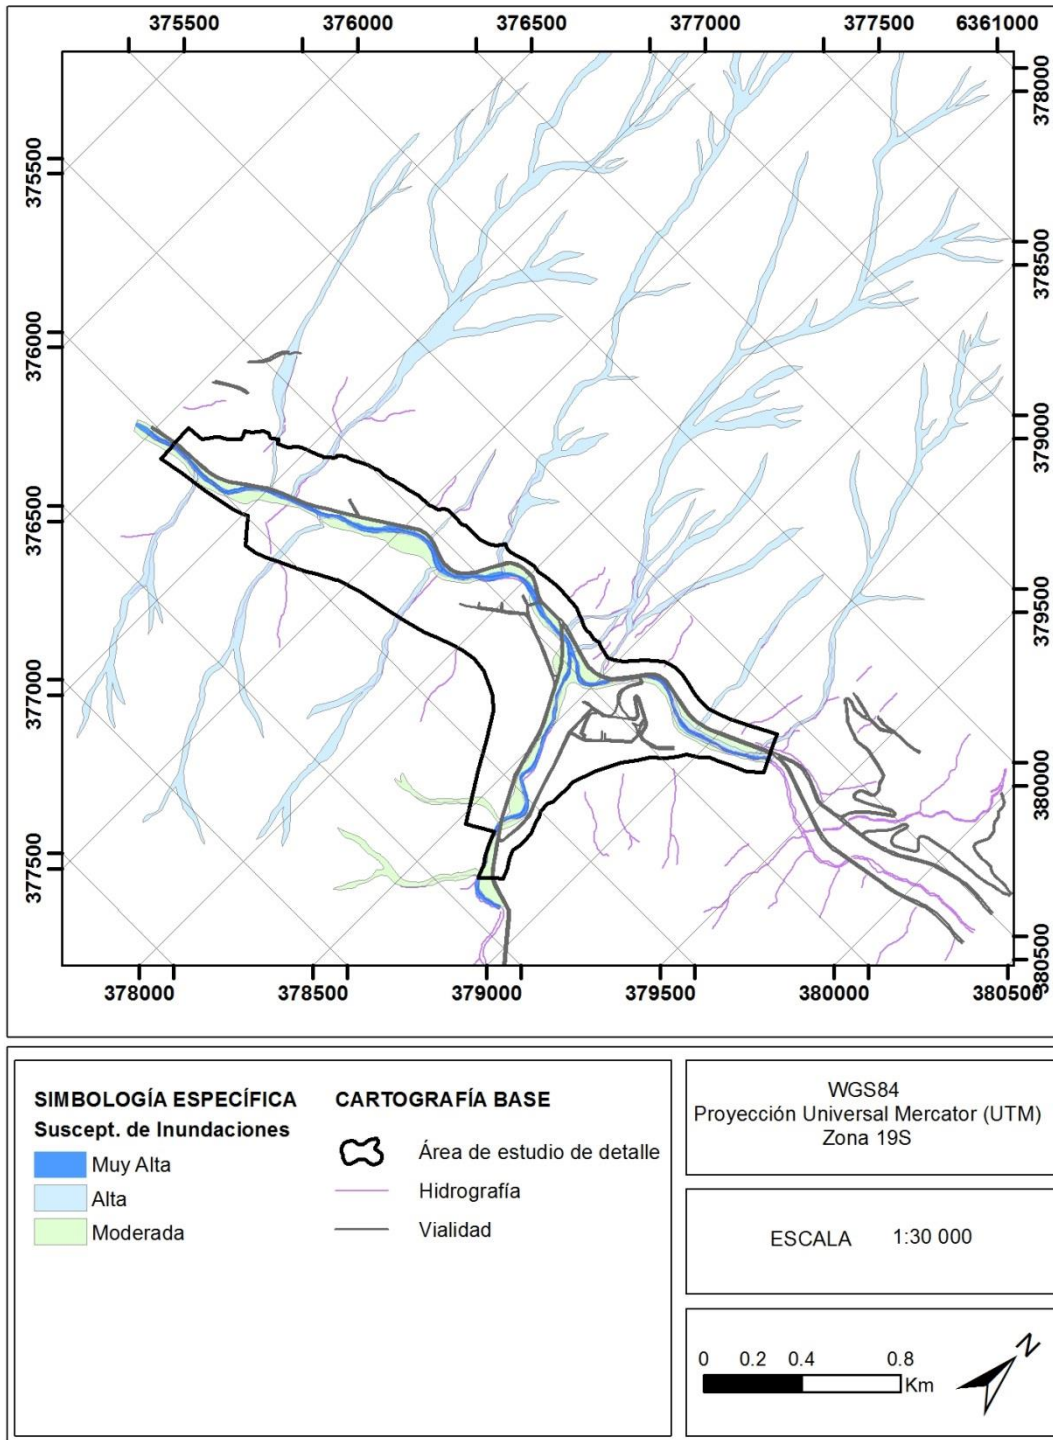 375500 376000 376500 377000 377500 6361000
375500
376000
376500
377000
377500
378000
378500
379000
379500
380000
380500
378000 378500 379000 379500 380000 380500
SIMBOLOGÍA ESPECÍFICA
Suscept. de Inundaciones
Muy Alta
Alta
Moderada
CARTOGRAFÍA BASE
Área de estudio de detalle
Hidrografía
Vialidad
WGS84
Proyección Universal Mercator (UTM)
Zona 19S
ESCALA 1:30 000
0 0.2 0.4 0.8
Km
N